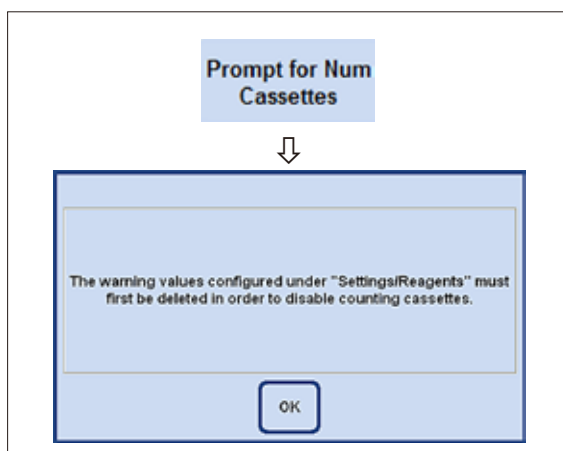 Prompt for Num
Cassettes
The warning values configured under "Settings/Reagents" must
first be deleted in order to disable counting cassettes.
OK